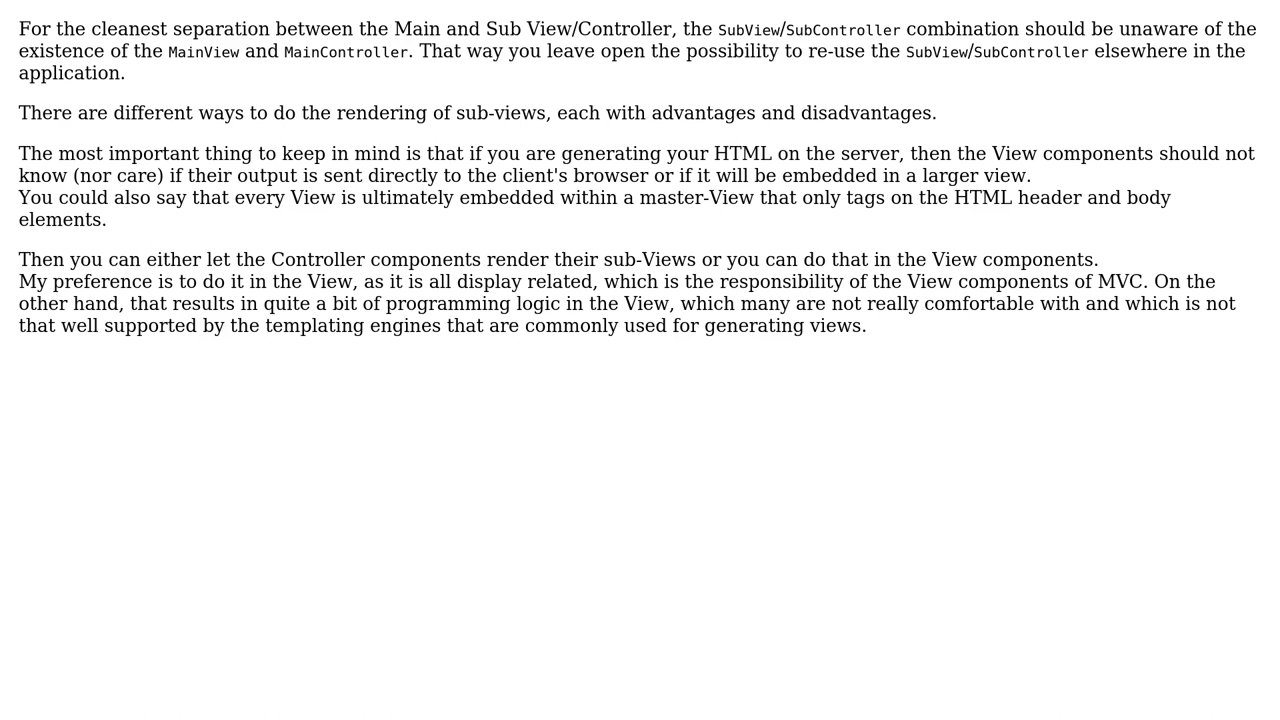 For the cleanest separation between the Main and Sub View/Controller, the SubView/SubController combination should be unaware of the
existence of the MainView and MainController. That way you leave open the possibility to re-use the SubView/SubController elsewhere in the
application.
There are different ways to do the rendering of sub-views, each with advantages and disadvantages.
The most important thing to keep in mind is that if you are generating your HTML on the server, then the View components should not
know (nor care) if their output is sent directly to the client's browser or if it will be embedded in a larger view.
You could also say that every View is ultimately embedded within a master-View that only tags on the HTML header and body
elements.
Then you can either let the Controller components render their sub-Views or you can do that in the View components.
My preference is to do it in the View, as it is all display related, which is the responsibility of the View components of MVC. On the
other hand, that results in quite a bit of programming logic in the View, which many are not really comfortable with and which is not
that well supported by the templating engines that are commonly used for generating views.